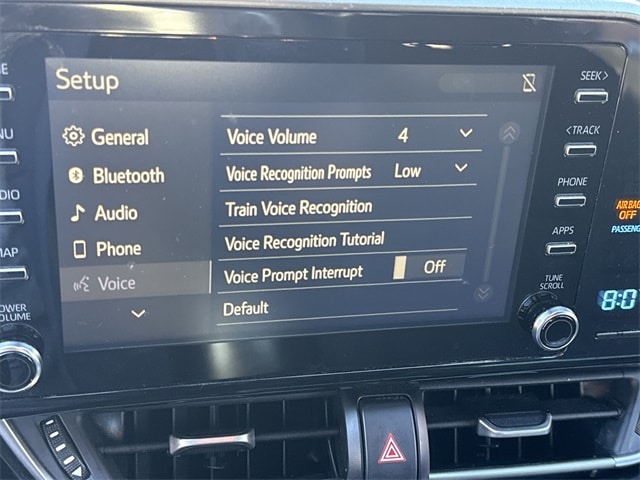 Setup
General
Bluetooth
Audio
Phone
Voice
Voice Volume 4
Voice Recognition Prompts Low
Train Voice Recognition
Voice Recognition Tutorial
Voice Prompt Interrupt Off
Default
SEEK >
< TRACK
PHONE
APPS
TUNE
SCROLL
VOLUME
AIRBAG
OFF
PASSENG
8:0